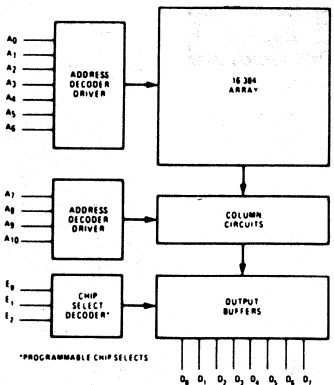 A0
A1
A2
A3
A4
A5
A6
ADDRESS
DECODER
DRIVER
16 384
ARRAY
A7
A8
A9
A10
ADDRESS
DECODER
DRIVER
COLUMN
CIRCUITS
E0
E1
E2
CHIP
SELECT
DECODER*
OUTPUT
BUFFERS
*PROGRAMMABLE CHIP SELECTS
D0 D1 D2 D3 D4 D5 D6 D7